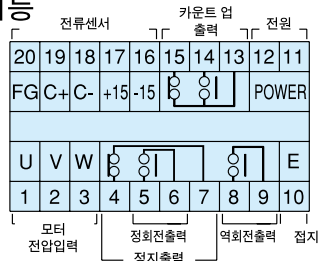 능
전류센서
카운트 업
출력
전원
20 19 18 17 16 15 14 13 12 11
FG C+ C- +15 -15 POWER
U V W E
1 2 3 4 5 6 7 8 9 10
모터
전압입력
정회전출력
역회전출력
접지
정지출력